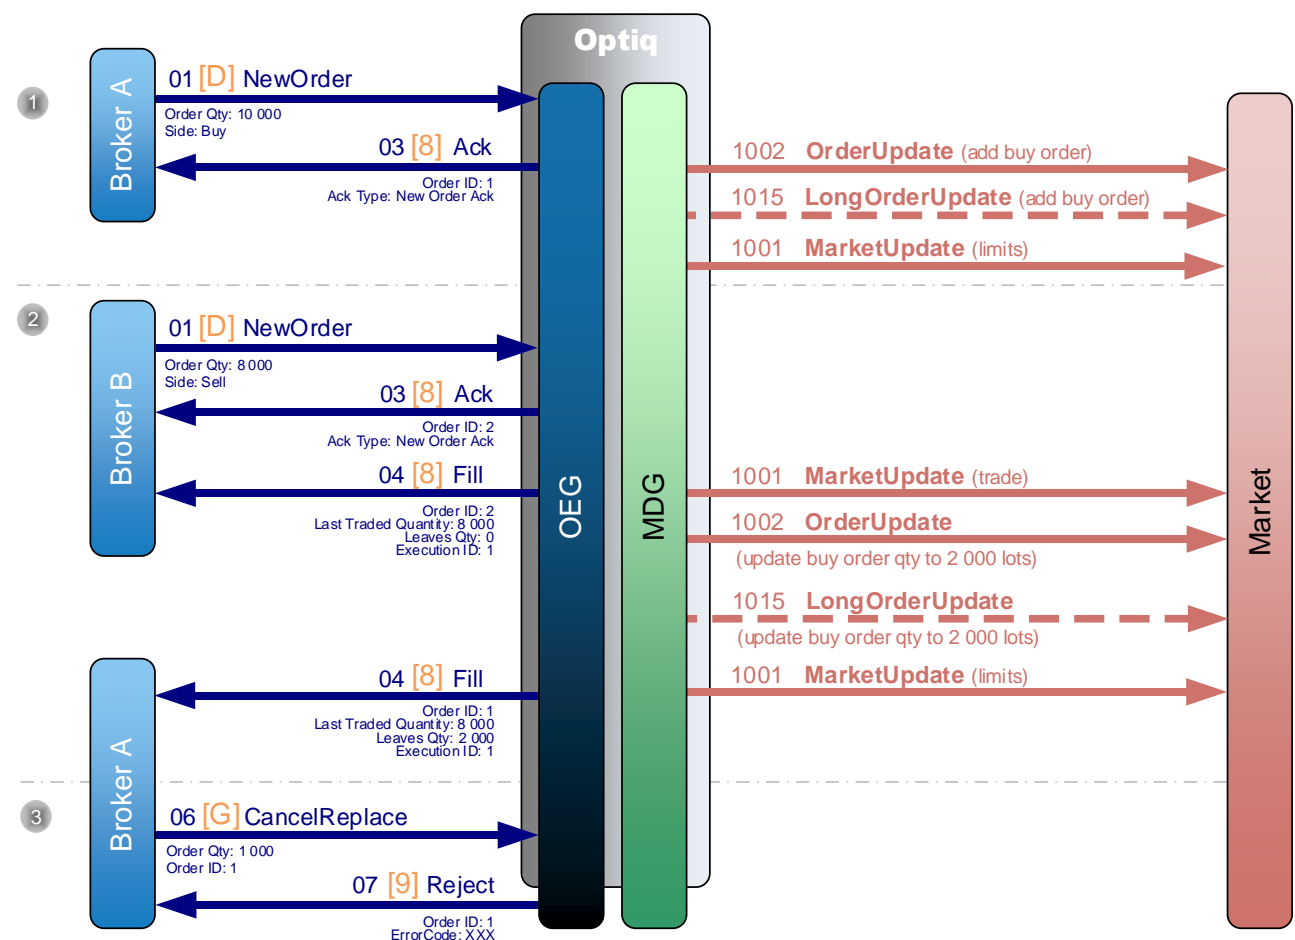 Optiq
1
Broker A
01 [D] NewOrder
Order Qty: 10 000
Side: Buy
03 [8] Ack
Order ID: 1
Ack Type: New Order Ack
1002 OrderUpdate (add buy order)
1015 LongOrderUpdate (add buy order)
1001 MarketUpdate (limits)
2
Broker B
01 [D] NewOrder
Order Qty: 8 000
Side: Sell
03 [8] Ack
Order ID: 2
Ack Type: New Order Ack
04 [8] Fill
Order ID: 2
Last Traded Quantity: 8 000
Leaves Qty: 0
Execution ID: 1
OEG
MDG
Market
1001 MarketUpdate (trade)
1002 OrderUpdate
(update buy order qty to 2 000 lots)
1015 LongOrderUpdate
(update buy order qty to 2 000 lots)
1001 MarketUpdate (limits)
04 [8] Fill
Order ID: 1
Last Traded Quantity: 8 000
Leaves Qty: 2 000
Execution ID: 1
Broker A
3
06 [G] CancelReplace
Order Qty: 1 000
Order ID: 1
07 [9] Reject
Order ID: 1
ErrorCode: XXX